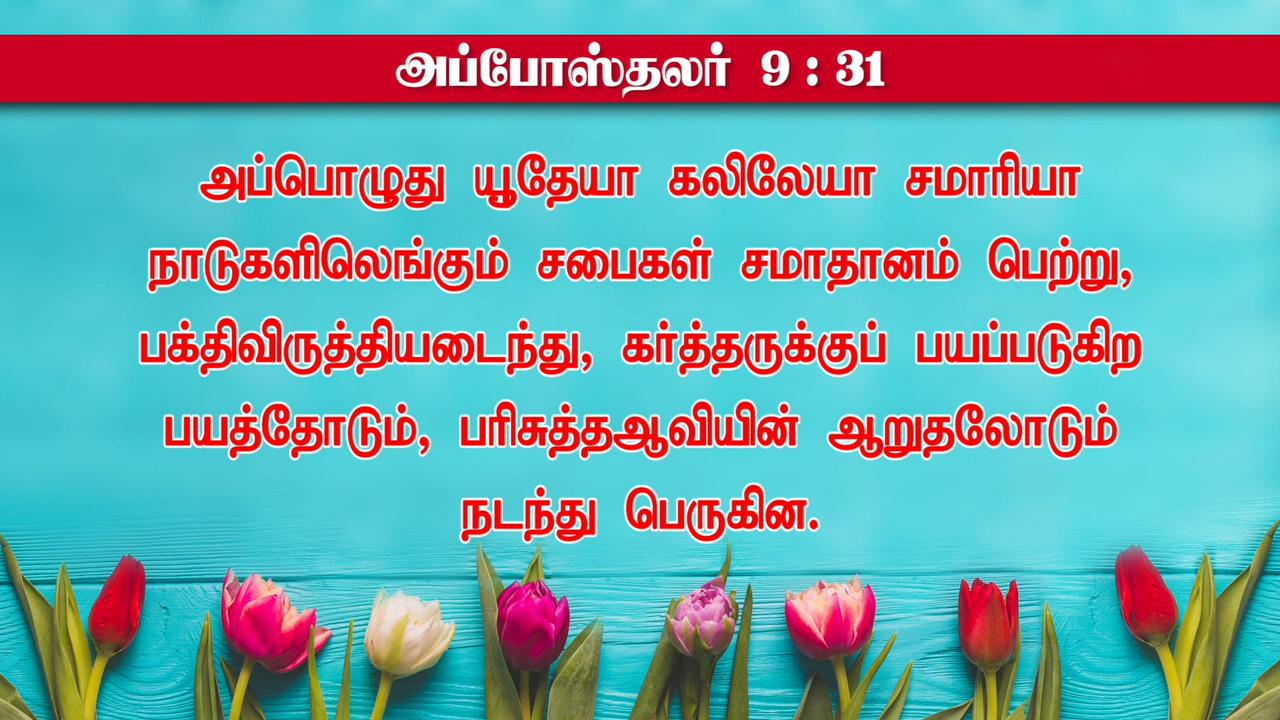 அப்போஸ்தலர் 9 : 31
அப்பொழுது யூதேயா கலிலேயா சமாரியா
நாடுகளிலெங்கும் சபைகள் சமாதானம் பெற்று,
பக்திவிருத்தியடைந்து, கர்த்தருக்குப் பயப்படுகிற
பயத்தோடும், பரிசுத்தஆவியின் ஆறுதலோடும்
நடந்து பெருகின.